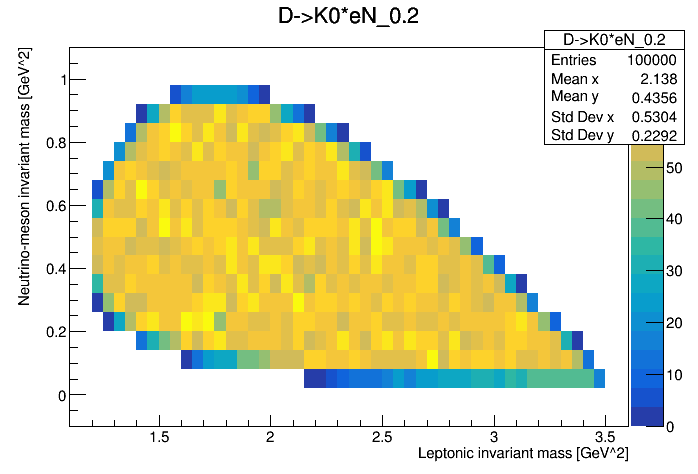 D->K0*eN_0.2
D->K0*eN_0.2
Entries 100000
Mean x 2.138
Mean y 0.4356
Std Dev x 0.5304
Std Dev y 0.2292
Neutrino-meson invariant mass [GeV^2]
1
0.8
0.6
0.4
0.2
0
50
40
30
20
10
0
1.5 2 2.5 3 3.5
Leptonic invariant mass [GeV^2]